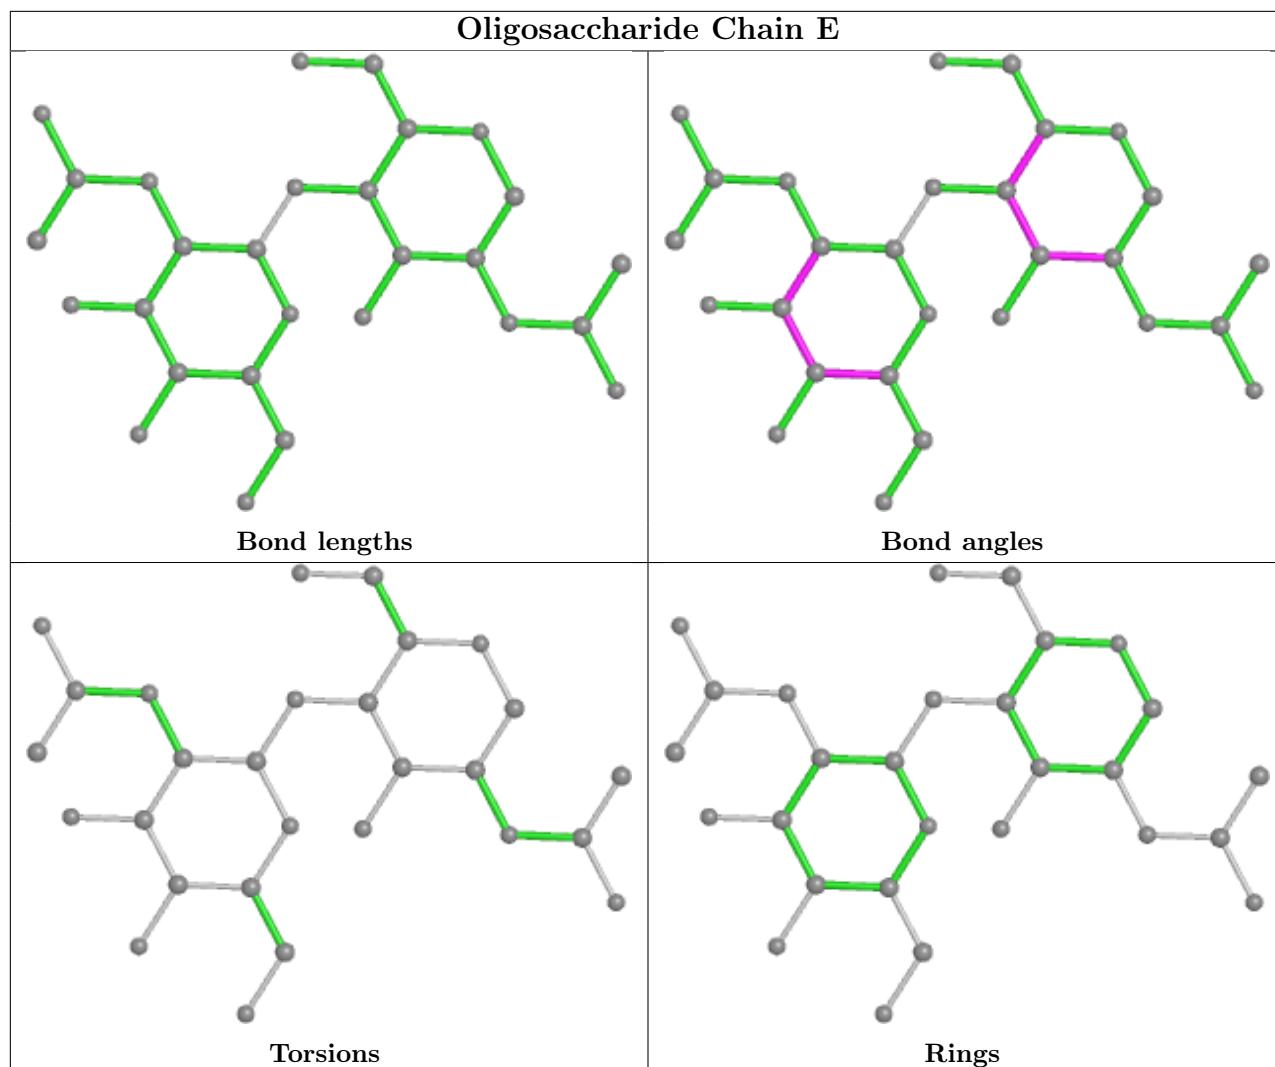 Oligosaccharide Chain E
Bond lengths
Bond angles
Torsions
Rings